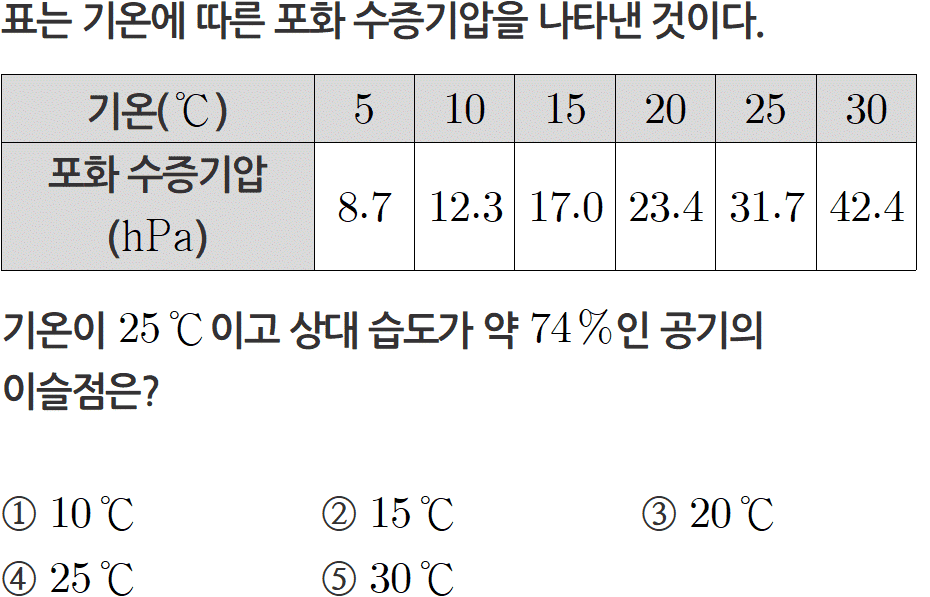 표는 기온에 따른 포화 수증기압을 나타낸 것이다.
기온(℃) 5 10 15 20 25 30
포화 수증기압
(hPa) 8.7 12.3 17.0 23.4 31.7 42.4
기온이 25℃이고 상대 습도가 약 74%인 공기의
이슬점은?
① 10℃ ② 15℃ ③ 20℃
④ 25℃ ⑤ 30℃